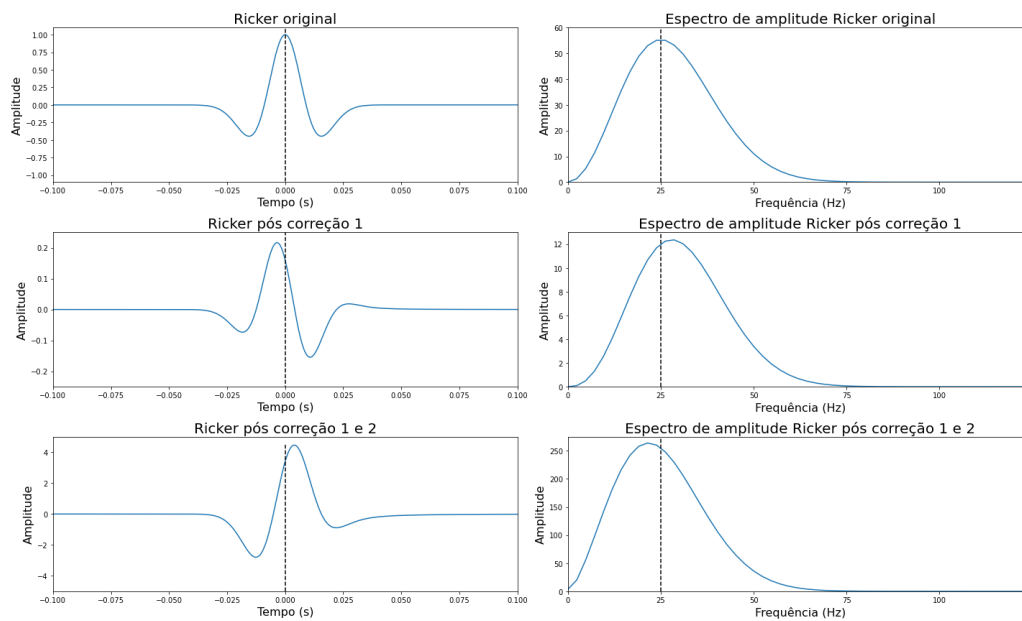 Ricker original
Amplitude
1.00
0.75
0.50
0.25
0.00
−0.25
−0.50
−0.75
−1.00
−0.100 −0.075 −0.050 −0.025 0.000 0.025 0.050 0.075 0.100
Tempo (s)
Espectro de amplitude Ricker original
Amplitude
60
50
40
30
20
10
0
0 25 50 75 100
Frequência (Hz)
Ricker pós correção 1
Amplitude
0.2
0.1
0.0
−0.1
−0.2
−0.100 −0.075 −0.050 −0.025 0.000 0.025 0.050 0.075 0.100
Tempo (s)
Espectro de amplitude Ricker pós correção 1
Amplitude
12
10
8
6
4
2
0
0 25 50 75 100
Frequência (Hz)
Ricker pós correção 1 e 2
Amplitude
4
2
0
−2
−4
−0.100 −0.075 −0.050 −0.025 0.000 0.025 0.050 0.075 0.100
Tempo (s)
Espectro de amplitude Ricker pós correção 1 e 2
Amplitude
250
200
150
100
50
0
0 25 50 75 100
Frequência (Hz)